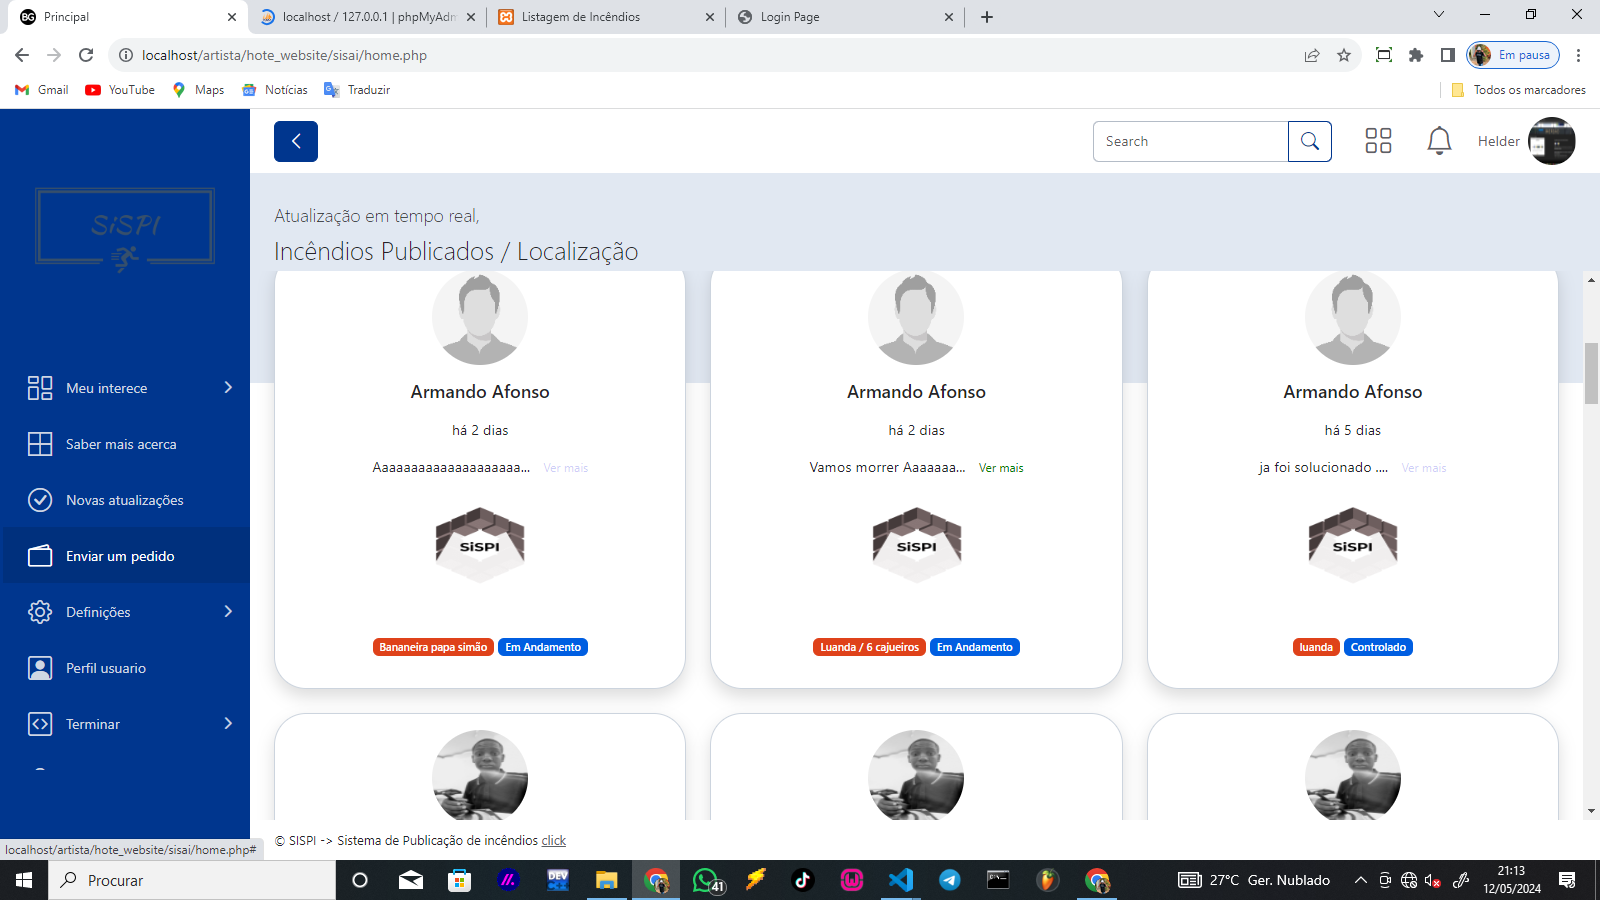 Principal
localhost / 127.0.0.1 | phpMyAdm
Listagem de Incêndios
Login Page
localhost/artista/hote_website/sisai/home.php
Em pausa
Gmail
YouTube
Maps
Notícias
Traduzir
Todos os marcadores
SiSPI
Meu interece
Saber mais acerca
Novas atualizações
Enviar um pedido
Definições
Perfil usuario
Terminar
Search
Helder
Atualização em tempo real,
Incêndios Publicados / Localização
Armando Afonso
há 2 dias
Aaaaaaaaaaaaaaaaaaaa... Ver mais
SiSPI
Bananeira papa simão Em Andamento
Armando Afonso
há 2 dias
Vamos morrer Aaaaaaa... Ver mais
SiSPI
Luanda / 6 cajueiros Em Andamento
Armando Afonso
há 5 dias
ja foi solucionado .... Ver mais
SiSPI
luanda Controlado
© SISPI -> Sistema de Publicação de incêndios click
localhost/artista/hote_website/sisai/home.php#
Procurar
DEV
41
27°C Ger. Nublado
21:13
12/05/2024